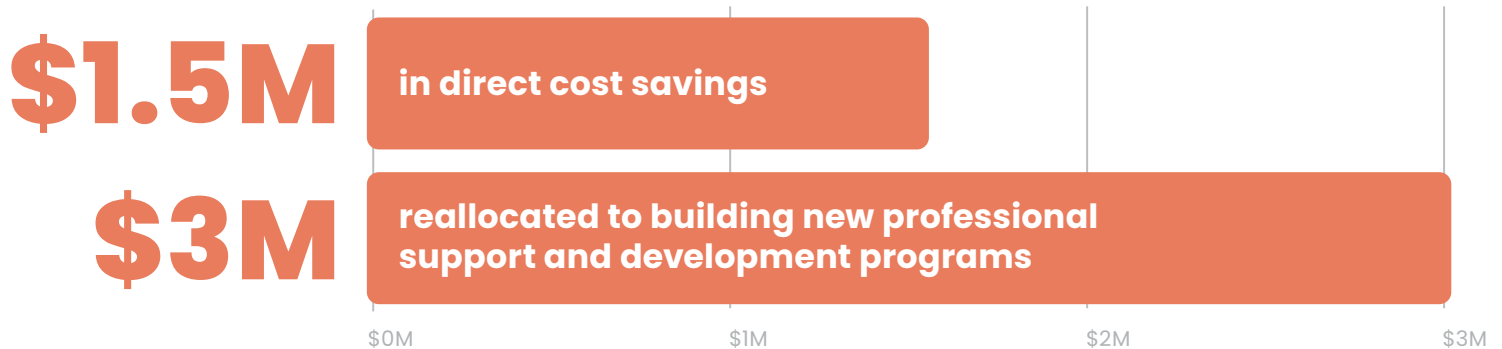 $1.5M
in direct cost savings
$3M
reallocated to building new professional
support and development programs
$0M $1M $2M $3M